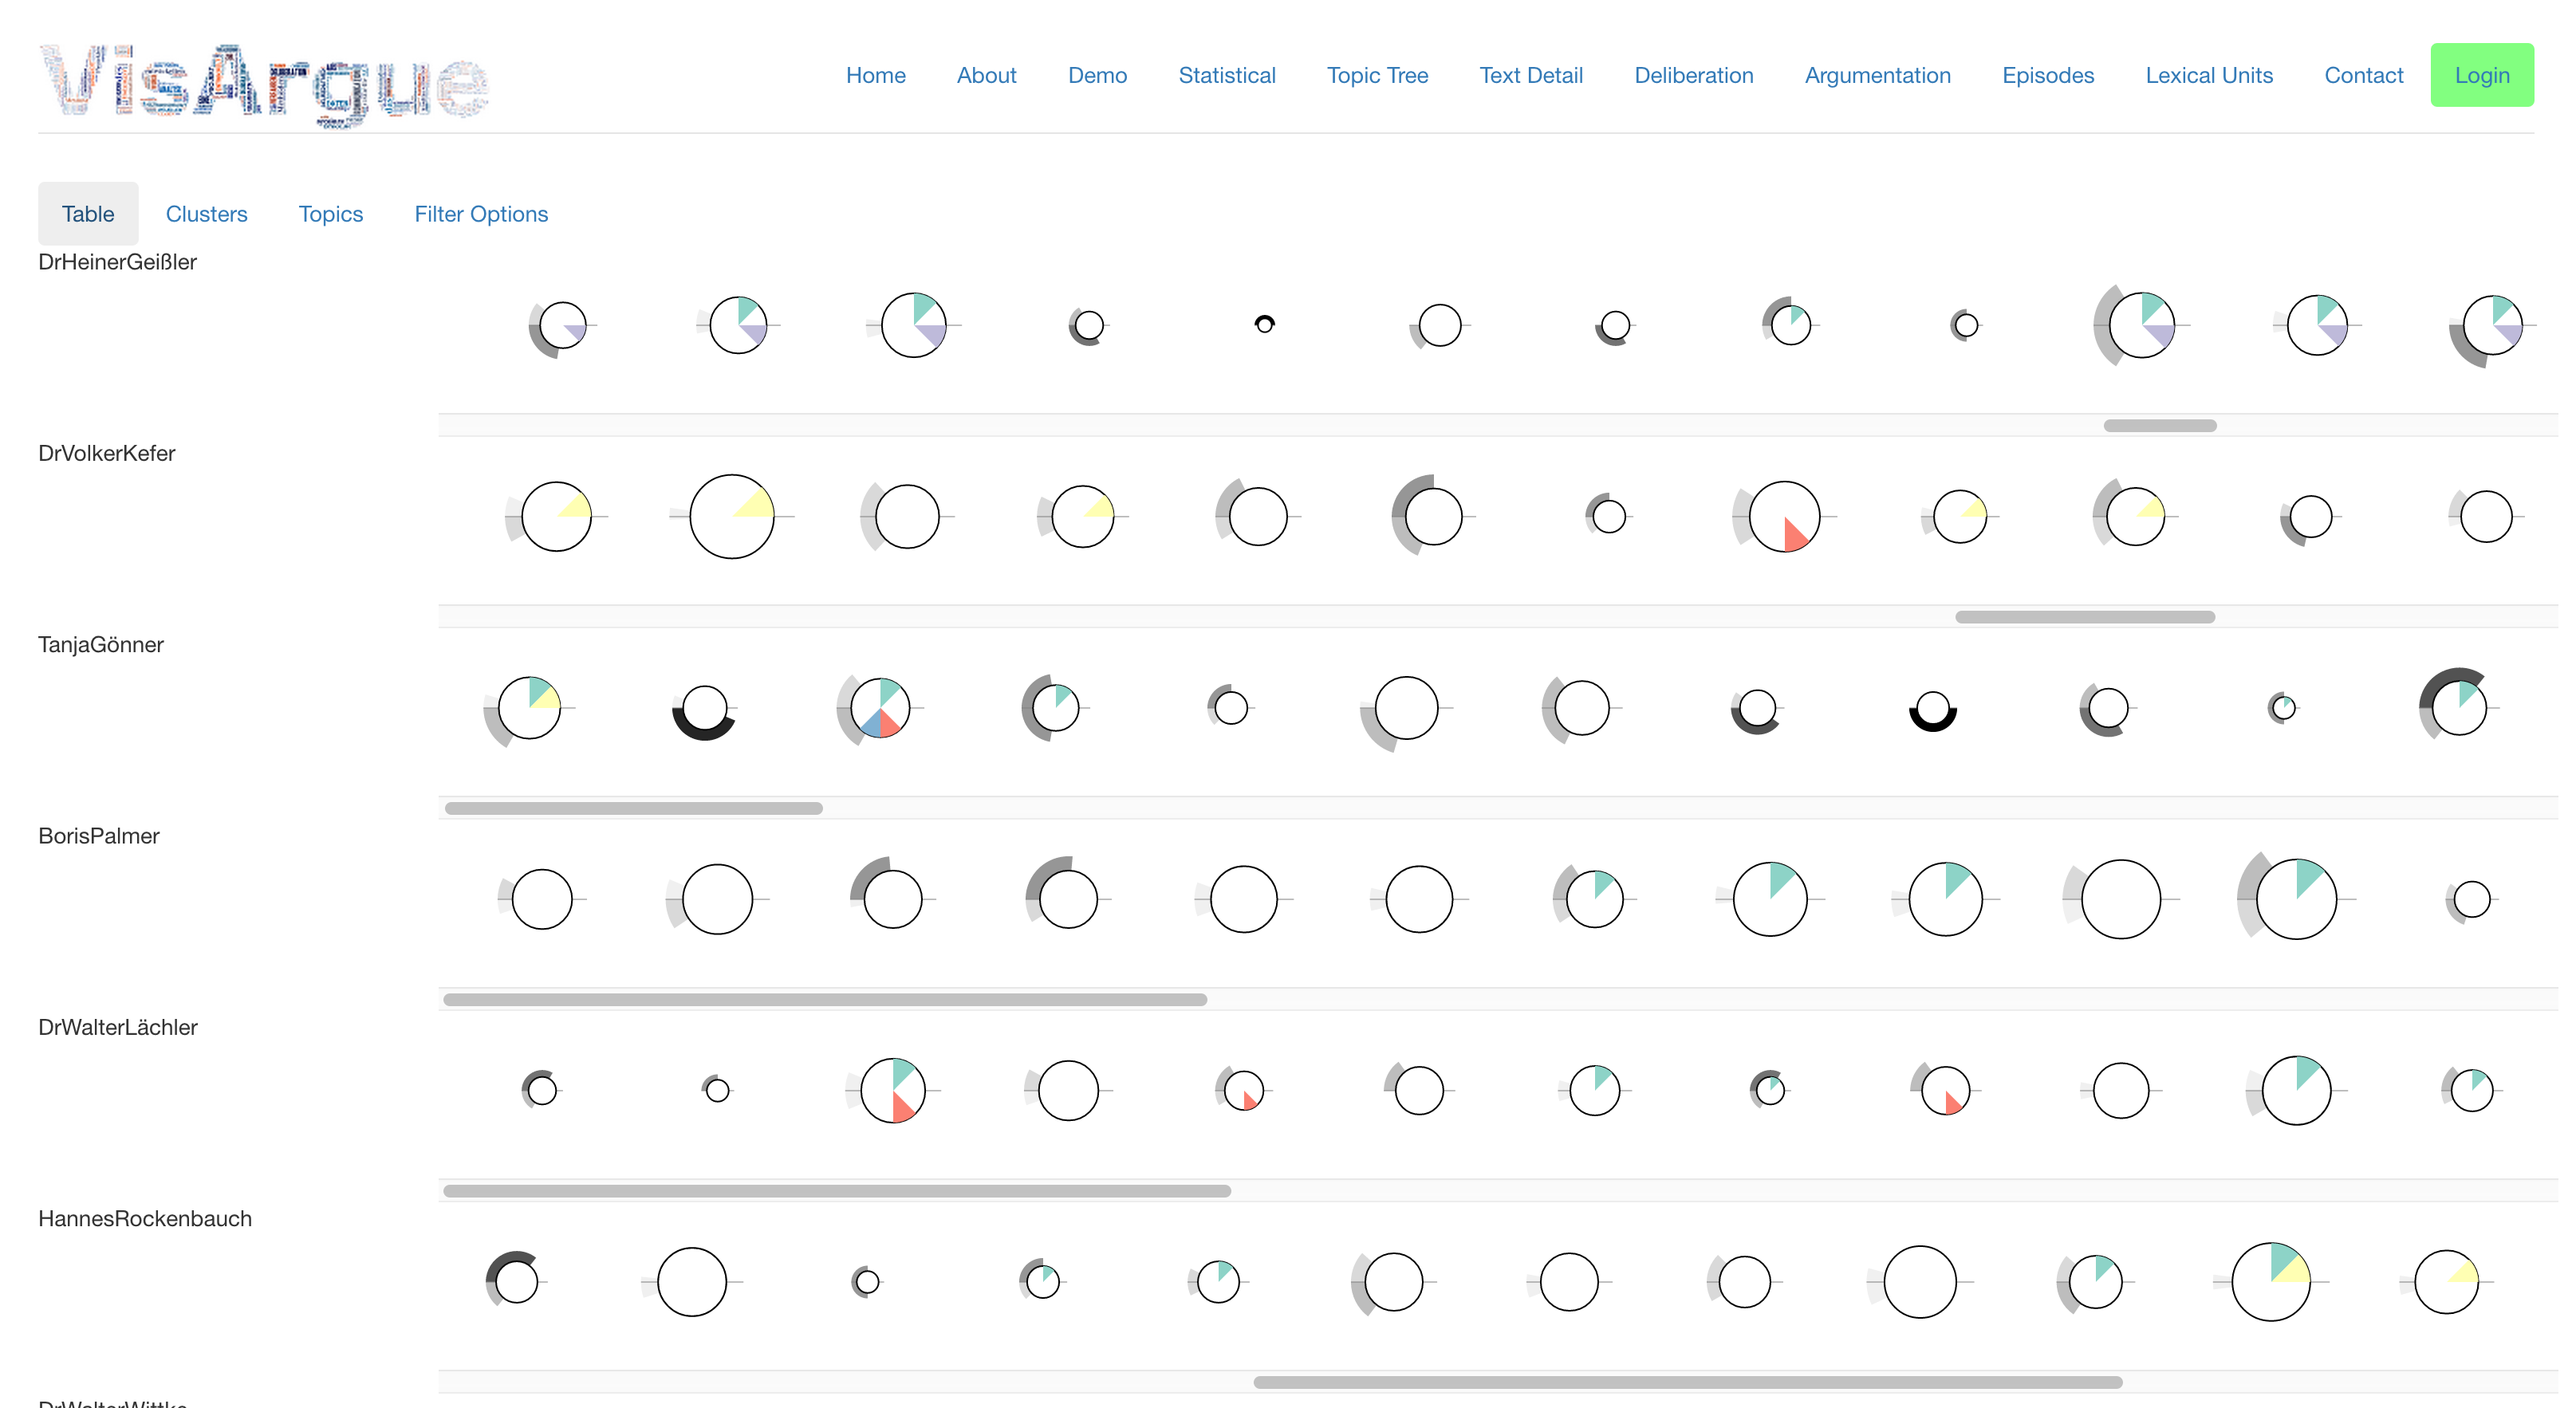 VisArgue
Home About Demo Statistical Topic Tree Text Detail Deliberation Argumentation Episodes Lexical Units Contact Login
Table Clusters Topics Filter Options
DrHeinerGeißler
DrVolkerKefer
TanjaGönner
BorisPalmer
DrWalterLächler
HannesRockenbauch
DrWalterWittke